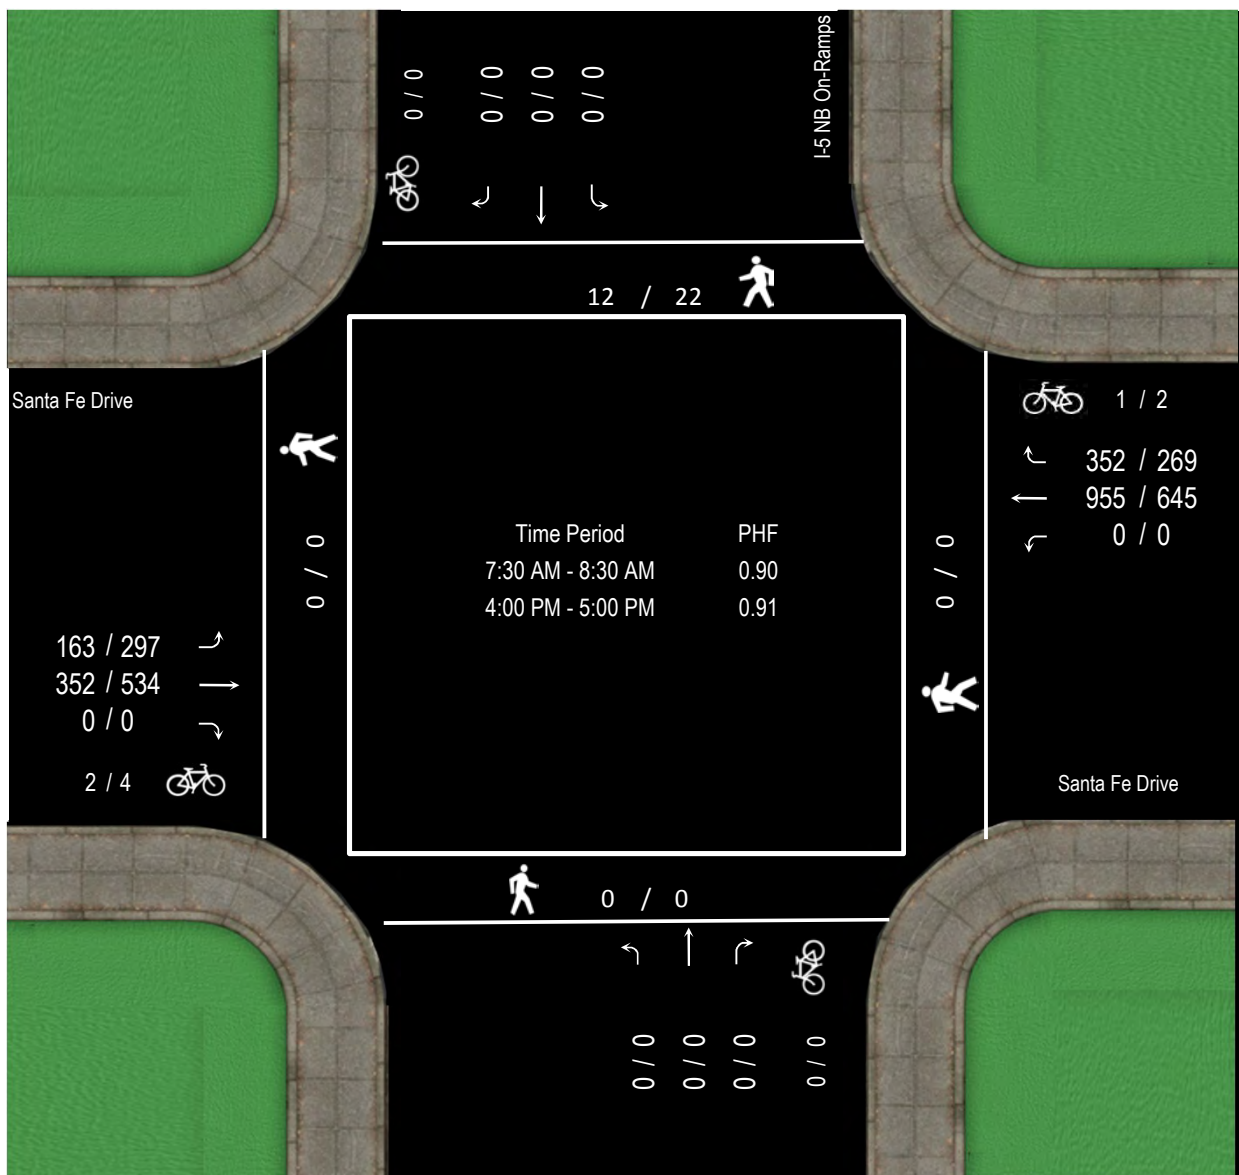 I-5 NB On-Ramps
0 / 0
0 / 0
0 / 0
0 / 0
12 / 22
Santa Fe Drive
1 / 2
352 / 269
955 / 645
0 / 0
0 / 0
Time Period PHF
7:30 AM - 8:30 AM 0.90
4:00 PM - 5:00 PM 0.91
0 / 0
163 / 297
352 / 534
0 / 0
2 / 4
Santa Fe Drive
0 / 0
0 / 0
0 / 0
0 / 0
0 / 0